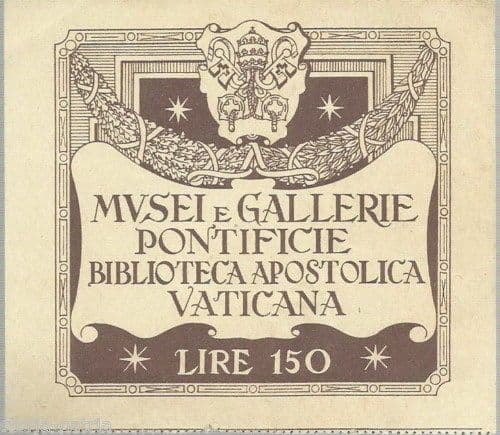 MVSEI E GALLERIE
PONTIFICIE
BIBLIOTECA APOSTOLICA
VATICANA
LIRE 150